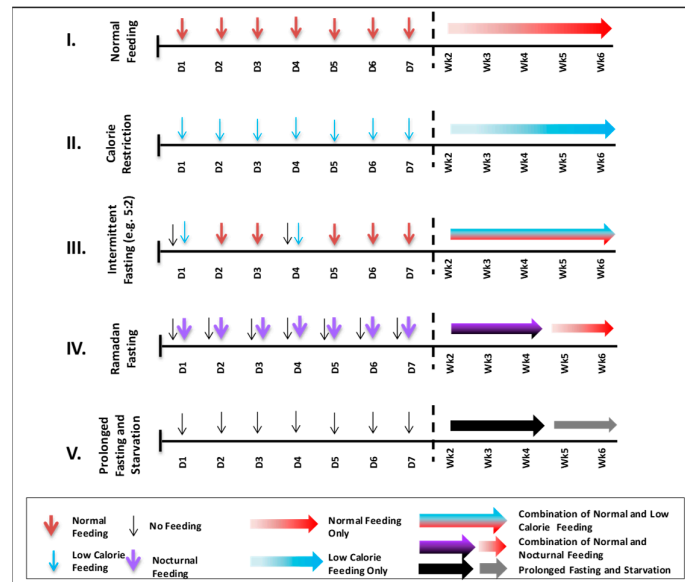 I.
Normal
Feeding
D1 D2 D3 D4 D5 D6 D7 Wk2 Wk3 Wk4 Wk5 Wk6
II.
Calorie
Restriction
D1 D2 D3 D4 D5 D6 D7 Wk2 Wk3 Wk4 Wk5 Wk6
III.
Intermittent
Fasting (e.g. 5:2)
D1 D2 D3 D4 D5 D6 D7 Wk2 Wk3 Wk4 Wk5 Wk6
IV.
Ramadan
Fasting
D1 D2 D3 D4 D5 D6 D7 Wk2 Wk3 Wk4 Wk5 Wk6
V.
Prolonged
Fasting and
Starvation
D1 D2 D3 D4 D5 D6 D7 Wk2 Wk3 Wk4 Wk5 Wk6
Normal
Feeding
No Feeding
Normal Feeding
Only
Combination of Normal and Low
Calorie Feeding
Low Calorie
Feeding
Nocturnal
Feeding
Low Calorie
Feeding Only
Combination of Normal and
Nocturnal Feeding
Prolonged Fasting and Starvation